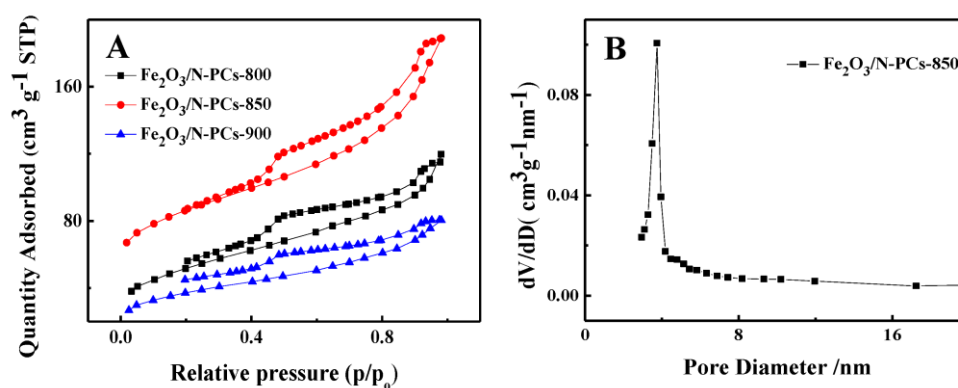 A
Quantity Adsorbed (cm³ g⁻¹ STP)
160
80
Fe₂O₃/N-PCs-800
Fe₂O₃/N-PCs-850
Fe₂O₃/N-PCs-900
0.0 0.4 0.8
Relative pressure (p/p₀)
B
dV/dD( cm³g⁻¹nm⁻¹)
0.08
0.04
0.00
Fe₂O₃/N-PCs-850
0 8 16
Pore Diameter /nm